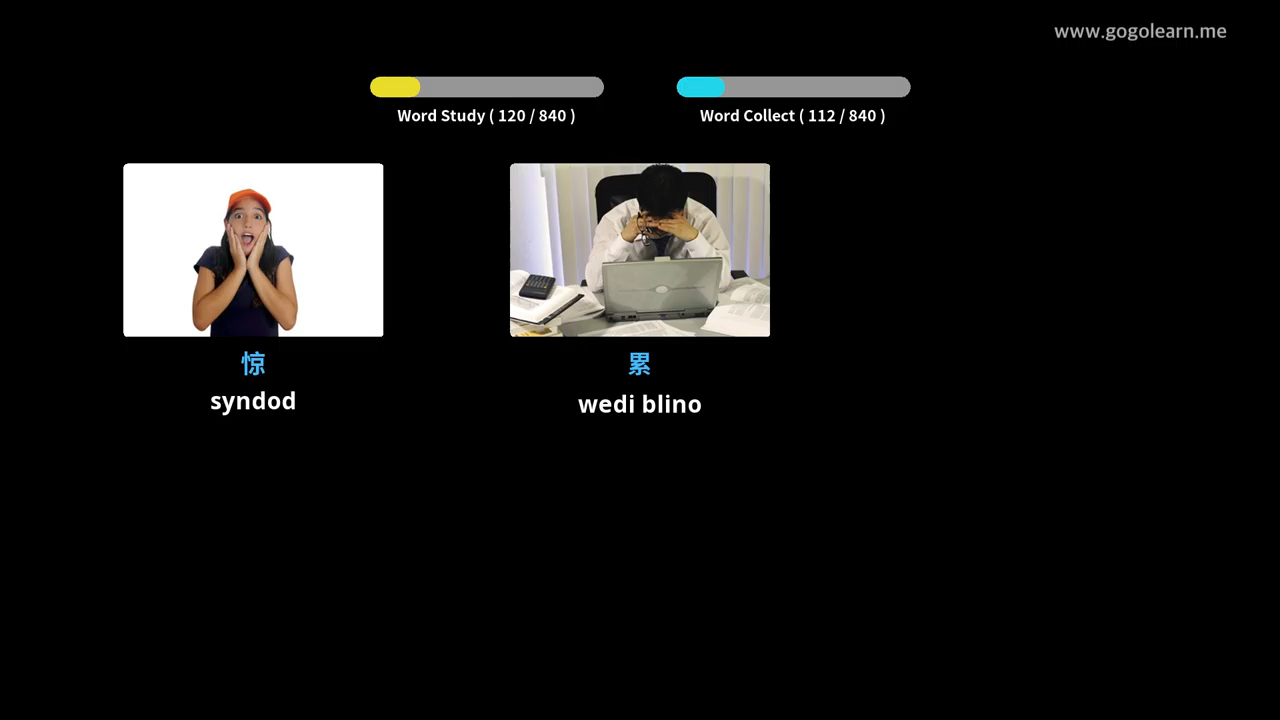 www.gogolearn.me
Word Study ( 120 / 840 )
Word Collect ( 112 / 840 )
惊
syndod
累
wedi blino